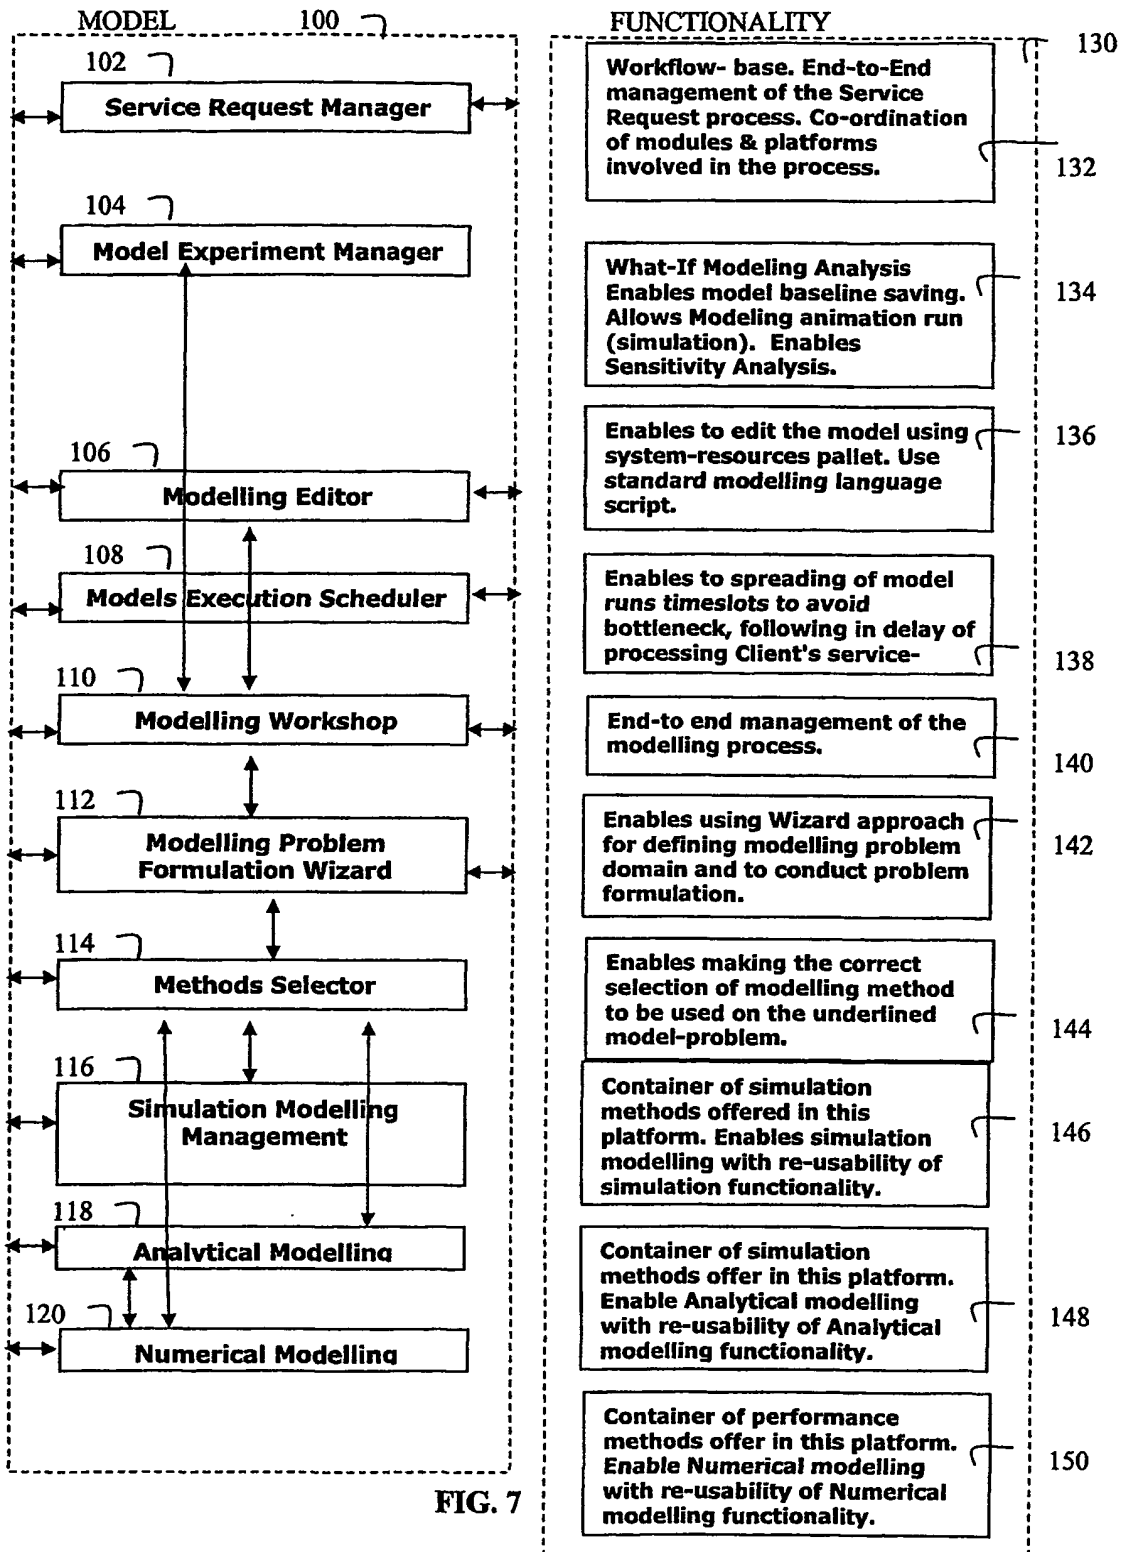 MODEL
100
102
Service Request Manager
104
Model Experiment Manager
106
Modelling Editor
108
Models Execution Scheduler
110
Modelling Workshop
112
Modelling Problem
Formulation Wizard
114
Methods Selector
116
Simulation Modelling
Management
118
Analytical Modelling
120
Numerical Modelling
FIG. 7
FUNCTIONALITY
130
Workflow- base. End-to-End
management of the Service
Request process. Co-ordination
of modules & platforms
involved in the process.
132
What-If Modeling Analysis
Enables model baseline saving.
Allows Modeling animation run
(simulation). Enables
Sensitivity Analysis.
134
Enables to edit the model using
system-resources pallet. Use
standard modelling language
script.
136
Enables to spreading of model
runs timeslots to avoid
bottleneck, following in delay of
processing Client's service-
138
End-to end management of the
modelling process.
140
Enables using Wizard approach
for defining modelling problem
domain and to conduct problem
formulation.
142
Enables making the correct
selection of modelling method
to be used on the underlined
model-problem.
144
Container of simulation
methods offered in this
platform. Enables simulation
modelling with re-usability of
simulation functionality.
146
Container of simulation
methods offer in this platform.
Enable Analytical modelling
with re-usability of Analytical
modelling functionality.
148
Container of performance
methods offer in this platform.
Enable Numerical modelling
with re-usability of Numerical
modelling functionality.
150